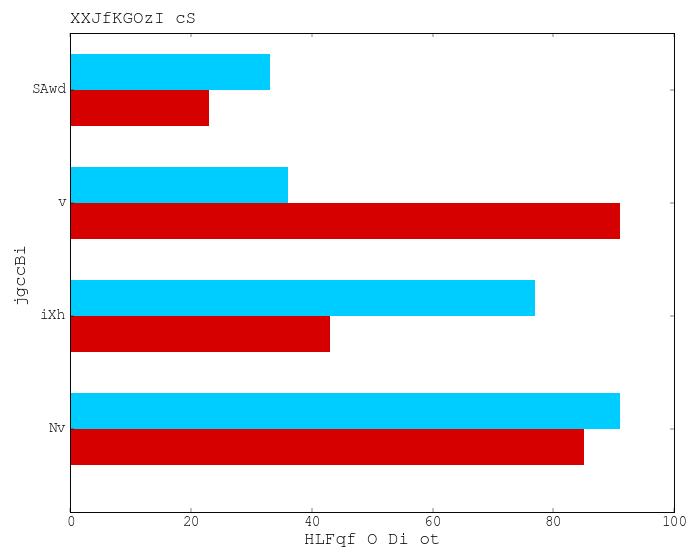 XXJfKGOzI cS
SAwd
v
iXh
Nv
jgccBi
0 20 40 60 80 100
HLFqf O Di ot